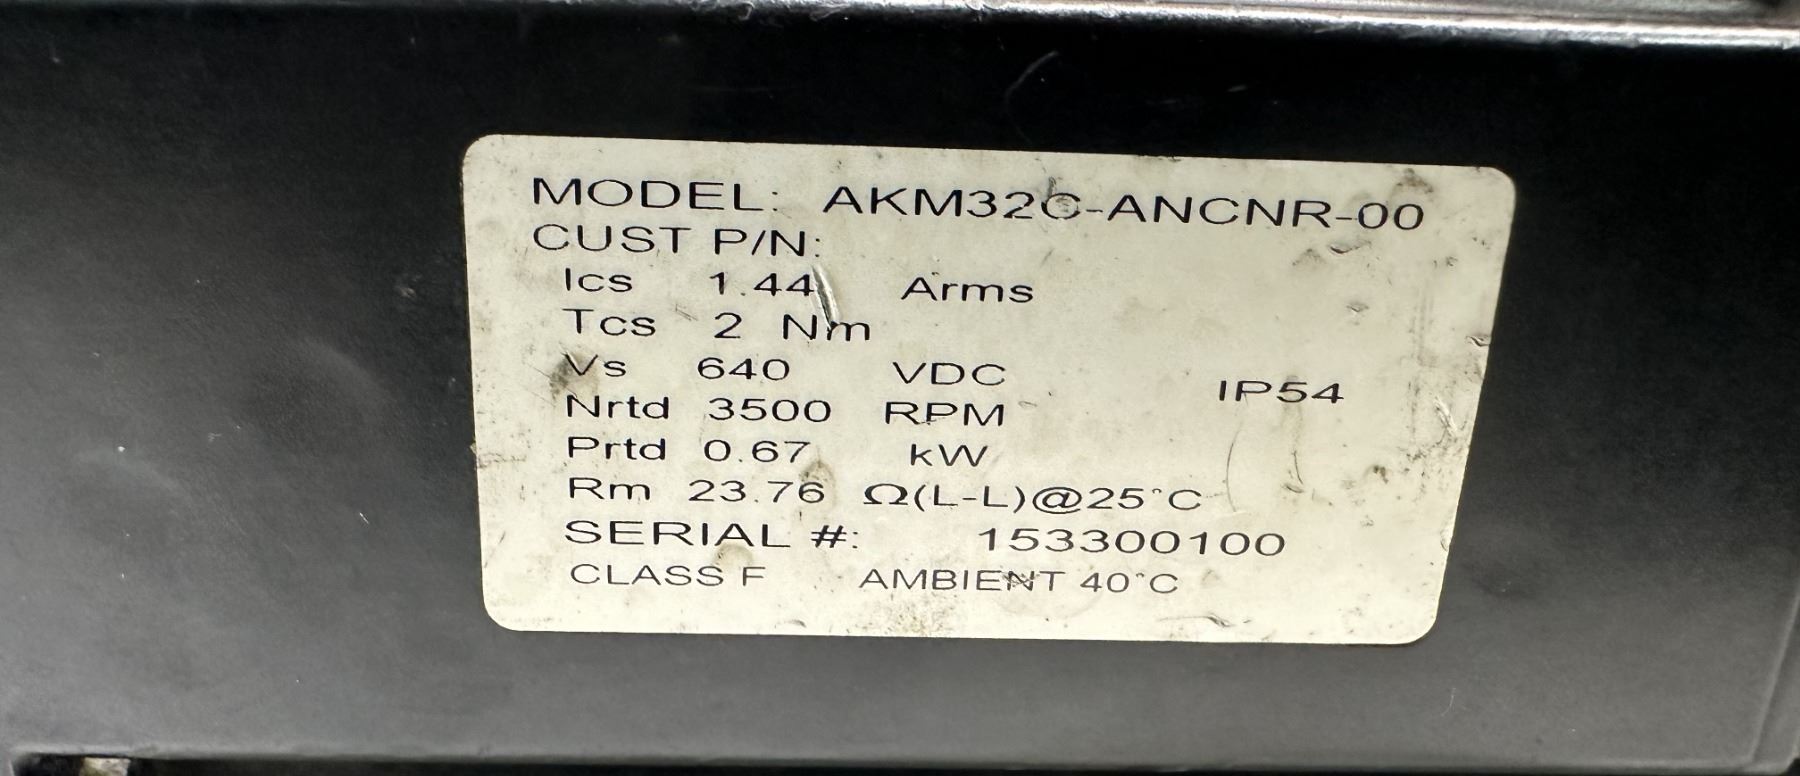 MODEL: AKM32C-ANCNR-00
CUST P/N:
Ics 1.44 Arms
Tcs 2 Nm
Vs 640 VDC
IP54
Nrtd 3500 RPM
Prtd 0.67 kW
Rm 23.76 Ω(L-L)@25°C
SERIAL #: 153300100
CLASS F AMBIENT 40°C